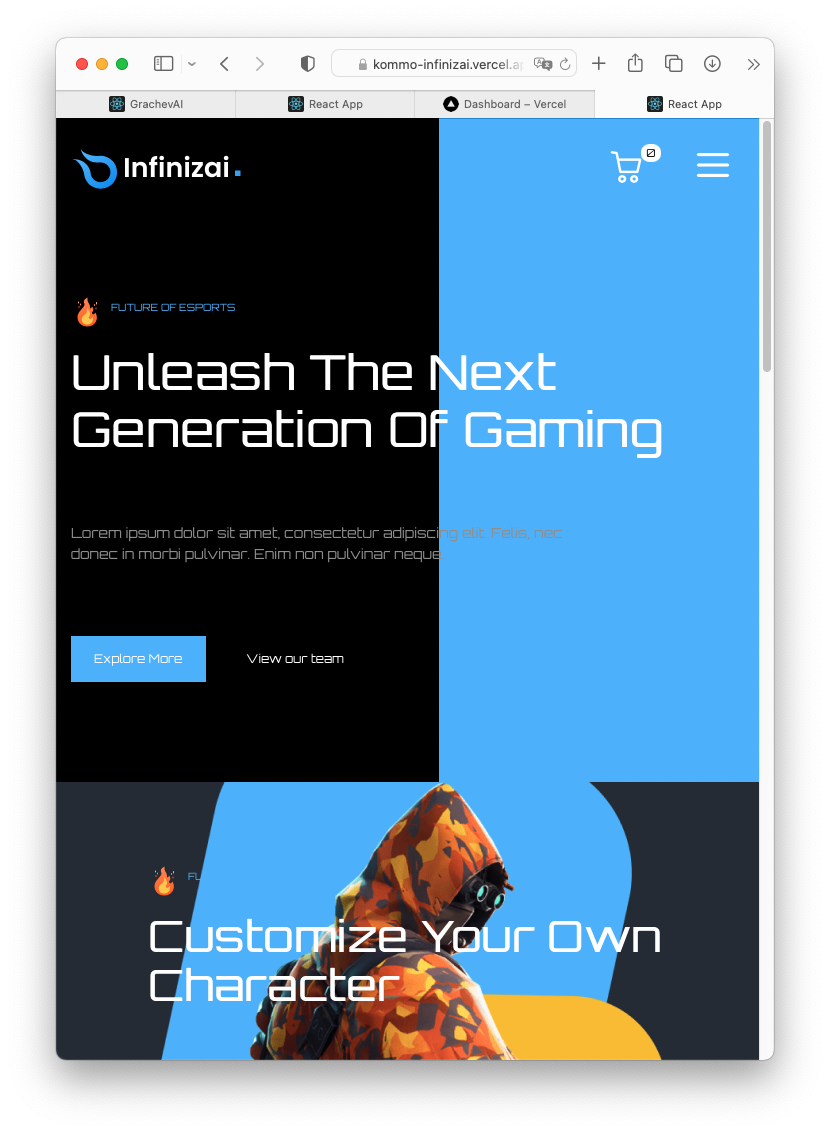 kommo-infinizai.vercel.ap
GrachevAI
React App
Dashboard – Vercel
React App
Infinizai.
0
FUTURE OF ESPORTS
Unleash The Next
Generation Of Gaming
Lorem ipsum dolor sit amet, consectetur adipiscing elit. Felis, nec
donec in morbi pulvinar. Enim non pulvinar neque
Explore More
View our team
FU
Customize Your Own
Character